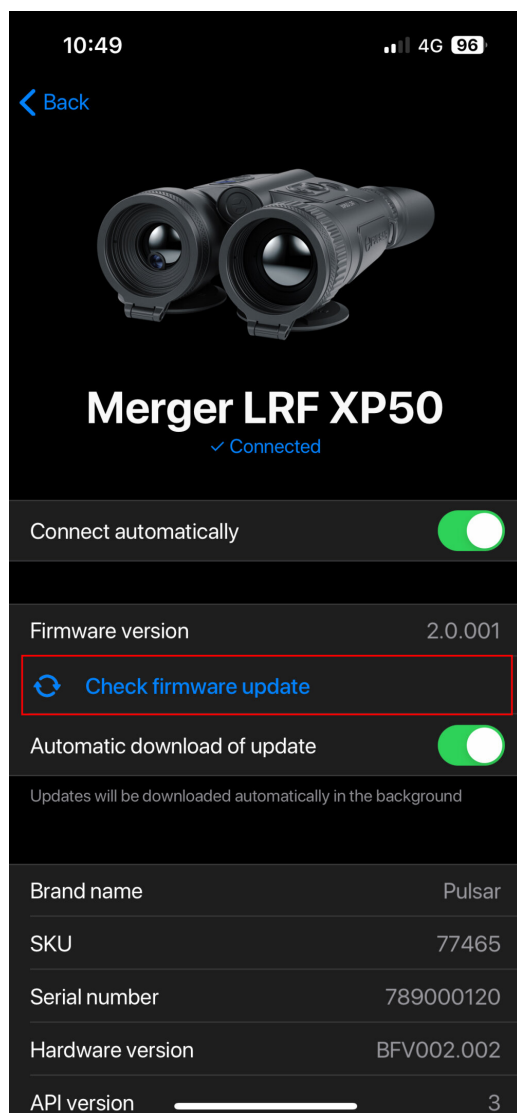 10:49
4G 96
Back
Merger LRF XP50
✓ Connected
Connect automatically
Firmware version 2.0.001
Check firmware update
Automatic download of update
Updates will be downloaded automatically in the background
Brand name Pulsar
SKU 77465
Serial number 789000120
Hardware version BFV002.002
API version 3